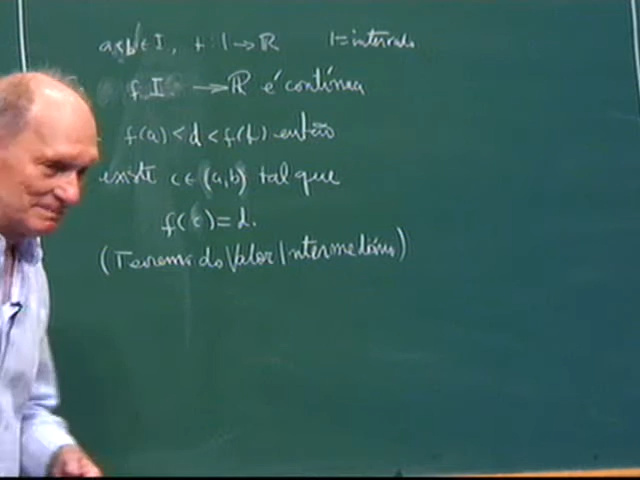 a<b ∈ I, f: I → ℝ I = intervalo
f: I → ℝ é contínua
f(a) < d < f(b) então
existe c ∈ (a,b) tal que
f(c) = d.
(Teorema do Valor Intermediário)